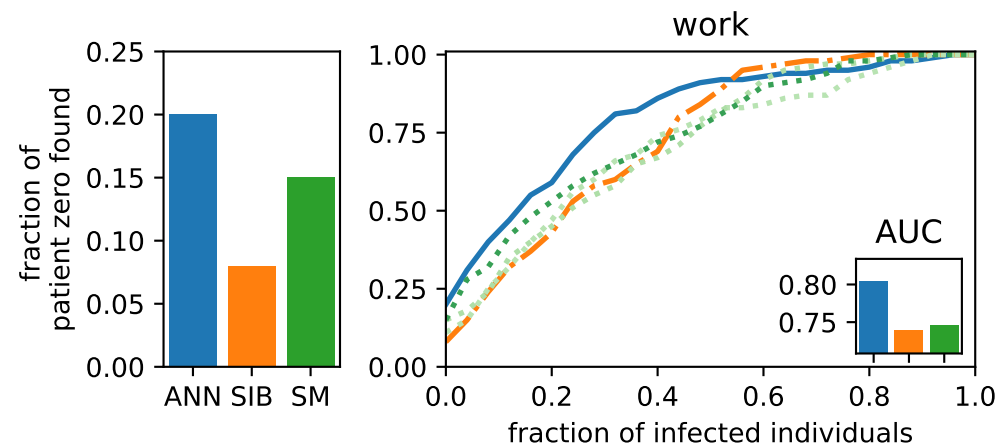 fraction of
patient zero found
0.25
0.20
0.15
0.10
0.05
0.00
ANN SIB SM
work
1.00
0.75
0.50
0.25
0.00
0.0 0.2 0.4 0.6 0.8 1.0
fraction of infected individuals
AUC
0.80
0.75